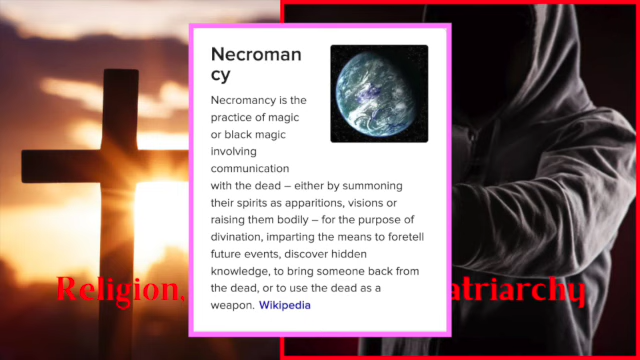 Necroman
cy
Necromancy is the
practice of magic
or black magic
involving
communication
with the dead – either by summoning
their spirits as apparitions, visions or
raising them bodily – for the purpose of
divination, imparting the means to foretell
future events, discover hidden
knowledge, to bring someone back from
the dead, or to use the dead as a
weapon. Wikipedia
Religion, atriarchy